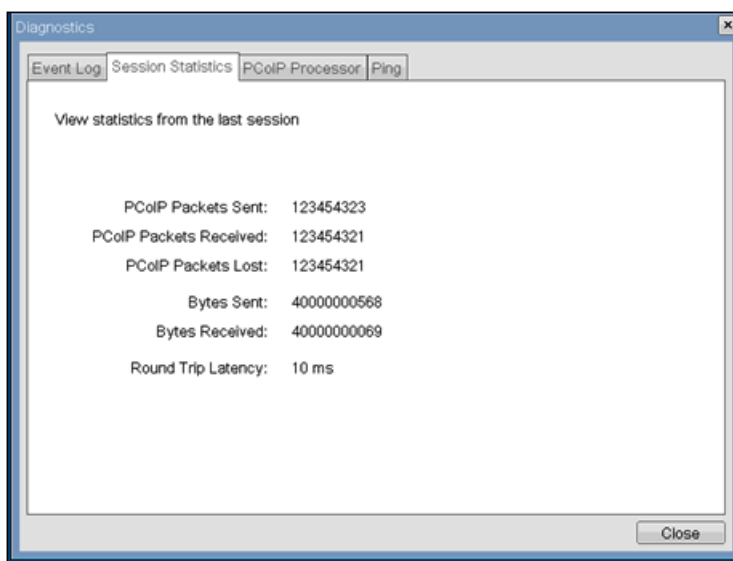 Diagnostics
Event Log Session Statistics PCoIP Processor Ping
View statistics from the last session
PCoIP Packets Sent: 123454323
PCoIP Packets Received: 123454321
PCoIP Packets Lost: 123454321
Bytes Sent: 40000000568
Bytes Received: 40000000069
Round Trip Latency: 10 ms
Close